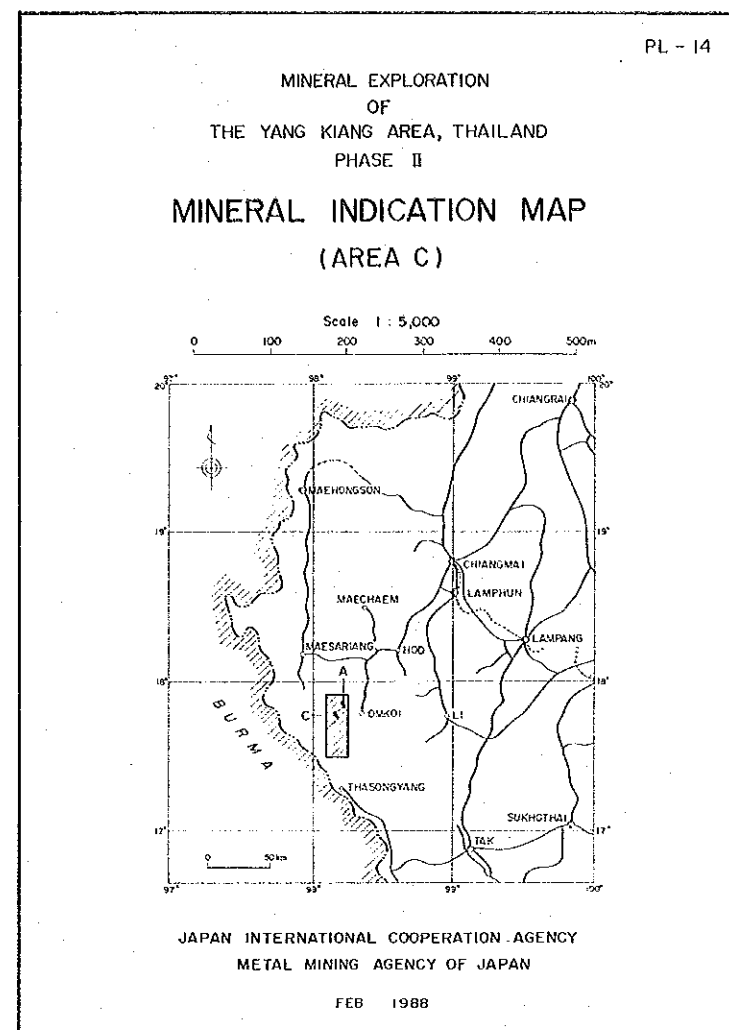 PL - 14
MINERAL EXPLORATION
OF
THE YANG KIANG AREA, THAILAND
PHASE II
MINERAL INDICATION MAP
(AREA C)
Scale 1 : 5,000
0 100 200 300 400 500m
97° 98° 99° 100°
20° 20°
CHIANGRAI
MAEHONGSON
19° 19°
CHIANGMAI
LAMPHUN
MAECHAEM
LAMPANG
MAESARIANG HOD
A
18° 18°
C OMKOI LI
BURMA
THASONGYANG
SUKHOTHAI
17° 17°
TAK
0 50km
97° 98° 99° 100°
JAPAN INTERNATIONAL COOPERATION AGENCY
METAL MINING AGENCY OF JAPAN
FEB 1988